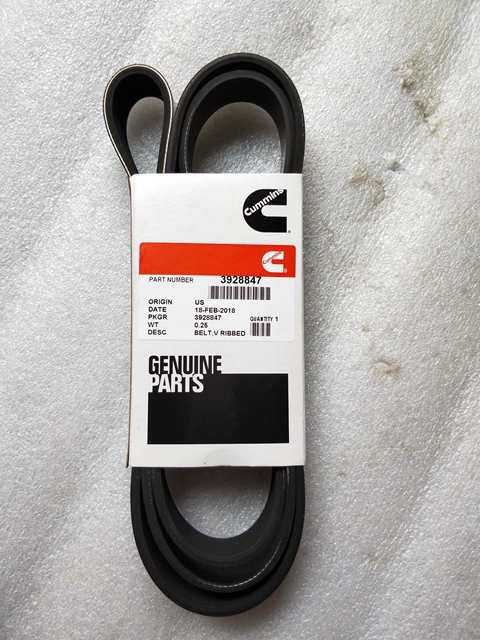 Cummins
Cummins
PART NUMBER 3928847
ORIGIN US
DATE 18-FEB-2018
PKGR 3928847 QUANTITY 1
WT 0.25
DESC BELT,V RIBBED
GENUINE
PARTS